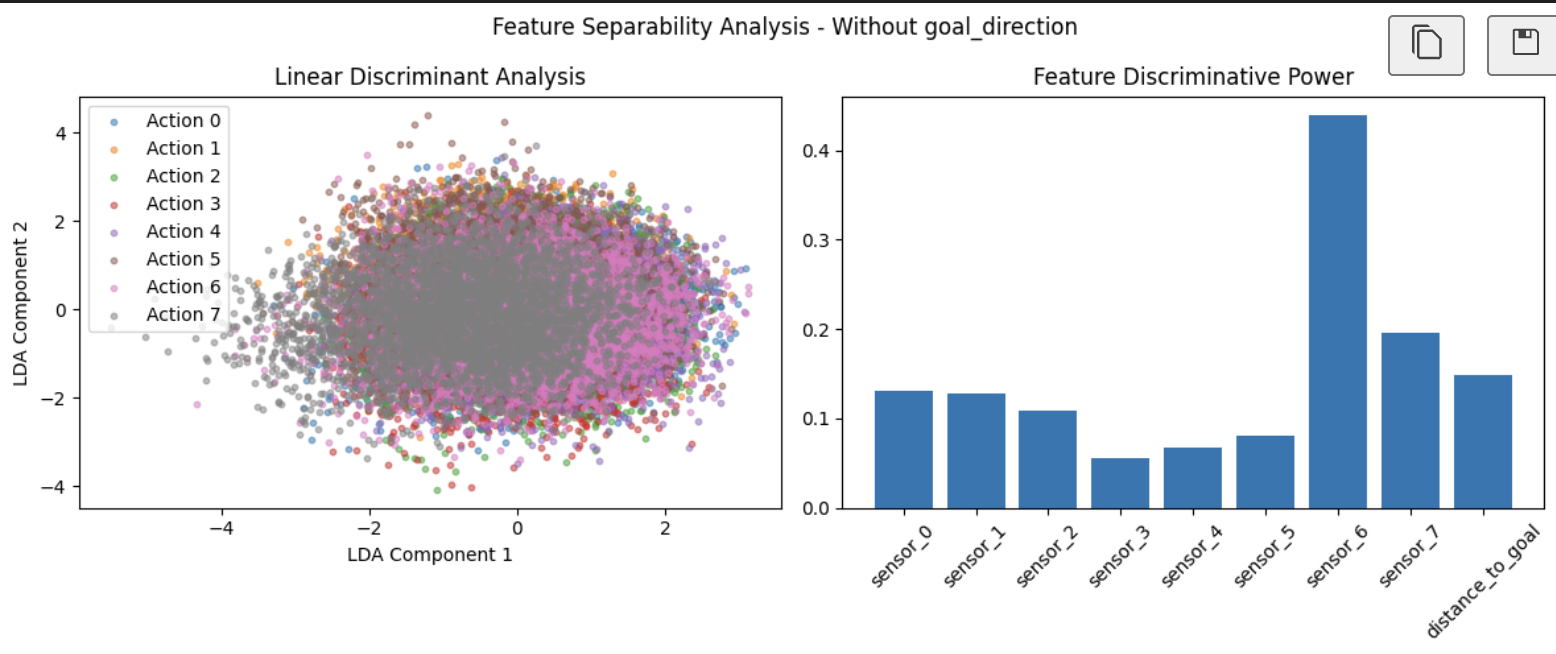 Feature Separability Analysis - Without goal_direction
Linear Discriminant Analysis
Action 0
Action 1
Action 2
Action 3
Action 4
Action 5
Action 6
Action 7
LDA Component 2
4
2
0
−2
−4
−4
−2
0
2
LDA Component 1
Feature Discriminative Power
0.4
0.3
0.2
0.1
0.0
sensor_0
sensor_1
sensor_2
sensor_3
sensor_4
sensor_5
sensor_6
sensor_7
distance_to_goal